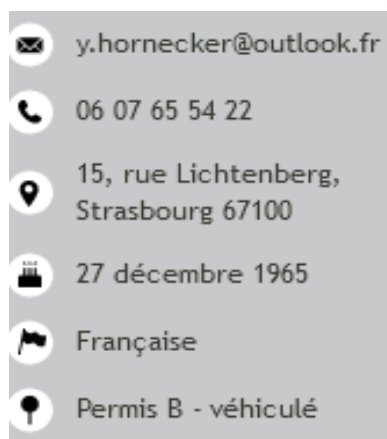 y.hornecker@outlook.fr
06 07 65 54 22
15, rue Lichtenberg,
Strasbourg 67100
27 décembre 1965
Française
Permis B - véhiculé